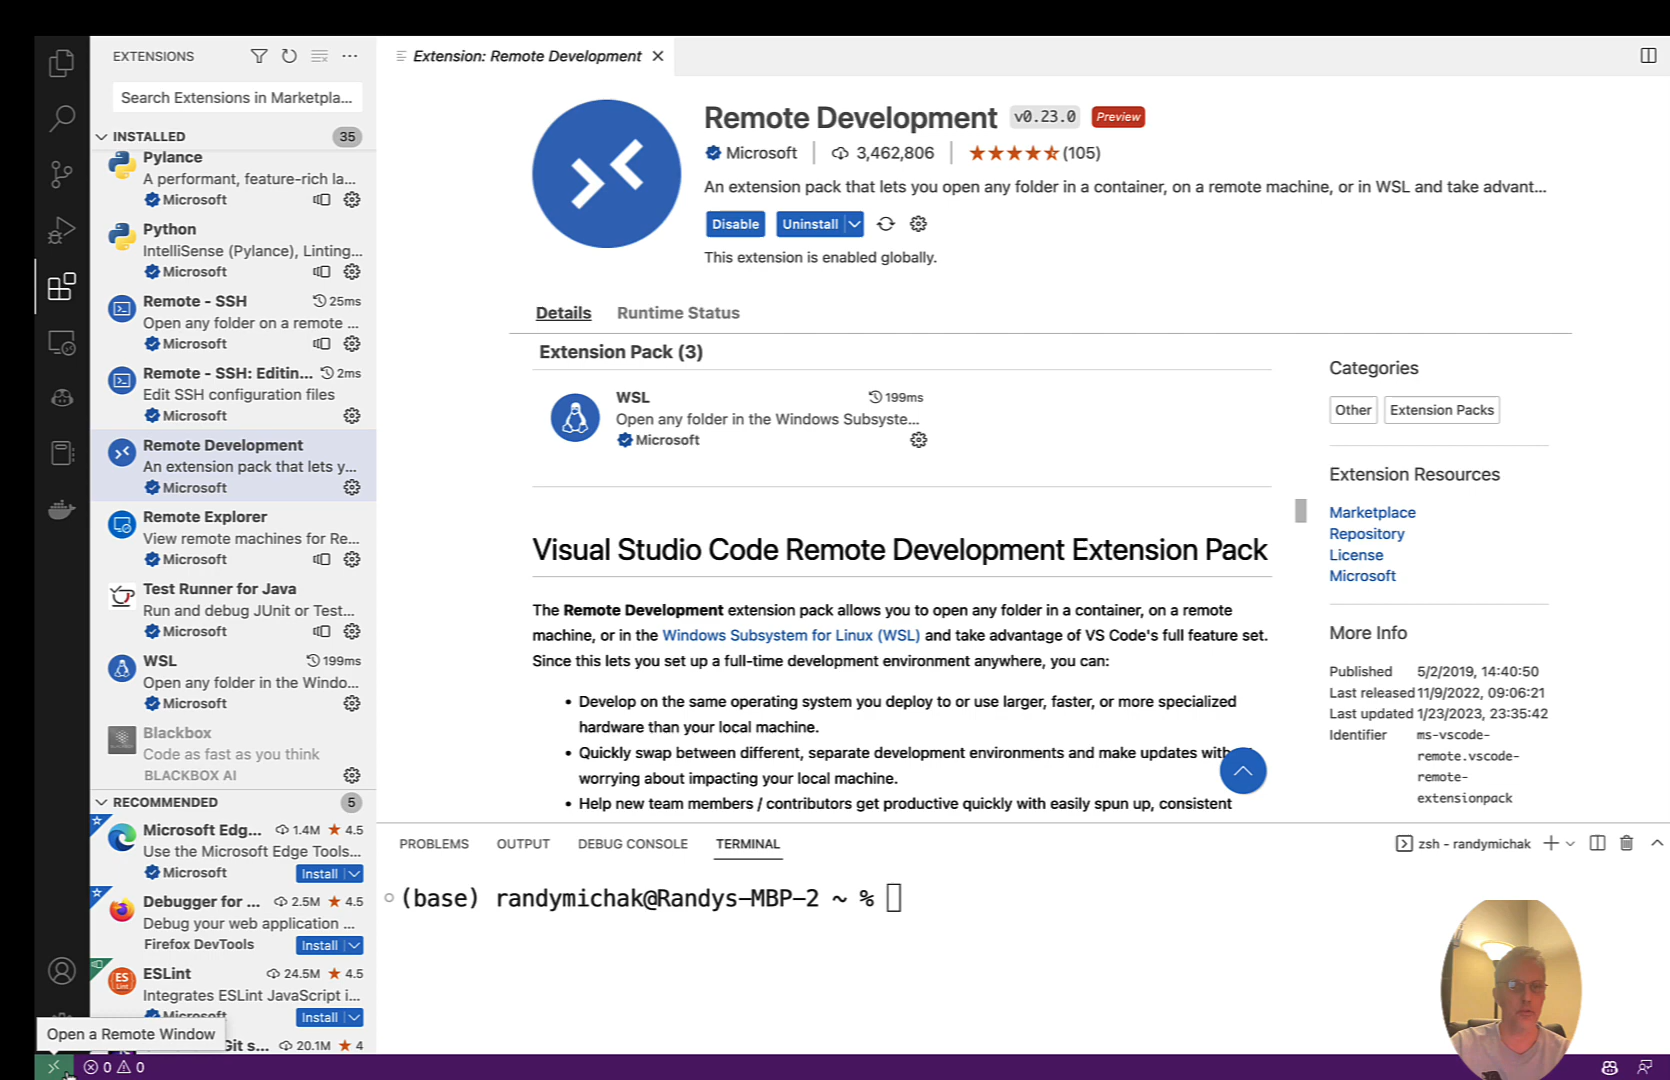 EXTENSIONS
Search Extensions in Marketpla...
INSTALLED 35
Pylance
A performant, feature-rich la...
Microsoft
Python
IntelliSense (Pylance), Linting...
Microsoft
Remote - SSH 25ms
Open any folder on a remote ...
Microsoft
Remote - SSH: Editin... 2ms
Edit SSH configuration files
Microsoft
Remote Development
An extension pack that lets y...
Microsoft
Remote Explorer
View remote machines for Re...
Microsoft
Test Runner for Java
Run and debug JUnit or Test...
Microsoft
WSL 199ms
Open any folder in the Windo...
Microsoft
Blackbox
Code as fast as you think
BLACKBOX AI
RECOMMENDED 5
Microsoft Edg... 1.4M 4.5
Use the Microsoft Edge Tools...
Microsoft Install
Debugger for ... 2.5M 4.5
Debug your web application ...
Firefox DevTools Install
ESLint 24.5M 4.5
Integrates ESLint JavaScript i...
Microsoft Install
Open a Remote Window
Git s... 20.1M 4
0 0
Extension: Remote Development
Remote Development v0.23.0 Preview
Microsoft 3,462,806 (105)
An extension pack that lets you open any folder in a container, on a remote machine, or in WSL and take advant...
Disable Uninstall
This extension is enabled globally.
Details Runtime Status
Extension Pack (3)
WSL 199ms
Open any folder in the Windows Subsyste...
Microsoft
Visual Studio Code Remote Development Extension Pack
The Remote Development extension pack allows you to open any folder in a container, on a remote
machine, or in the Windows Subsystem for Linux (WSL) and take advantage of VS Code's full feature set.
Since this lets you set up a full-time development environment anywhere, you can:
• Develop on the same operating system you deploy to or use larger, faster, or more specialized
hardware than your local machine.
• Quickly swap between different, separate development environments and make updates with
worrying about impacting your local machine.
• Help new team members / contributors get productive quickly with easily spun up, consistent
Categories
Other Extension Packs
Extension Resources
Marketplace
Repository
License
Microsoft
More Info
Published 5/2/2019, 14:40:50
Last released 11/9/2022, 09:06:21
Last updated 1/23/2023, 23:35:42
Identifier ms-vscode-
remote.vscode-
remote-
extensionpack
PROBLEMS OUTPUT DEBUG CONSOLE TERMINAL
zsh - randymichak
(base) randymichak@Randys-MBP-2 ~ %